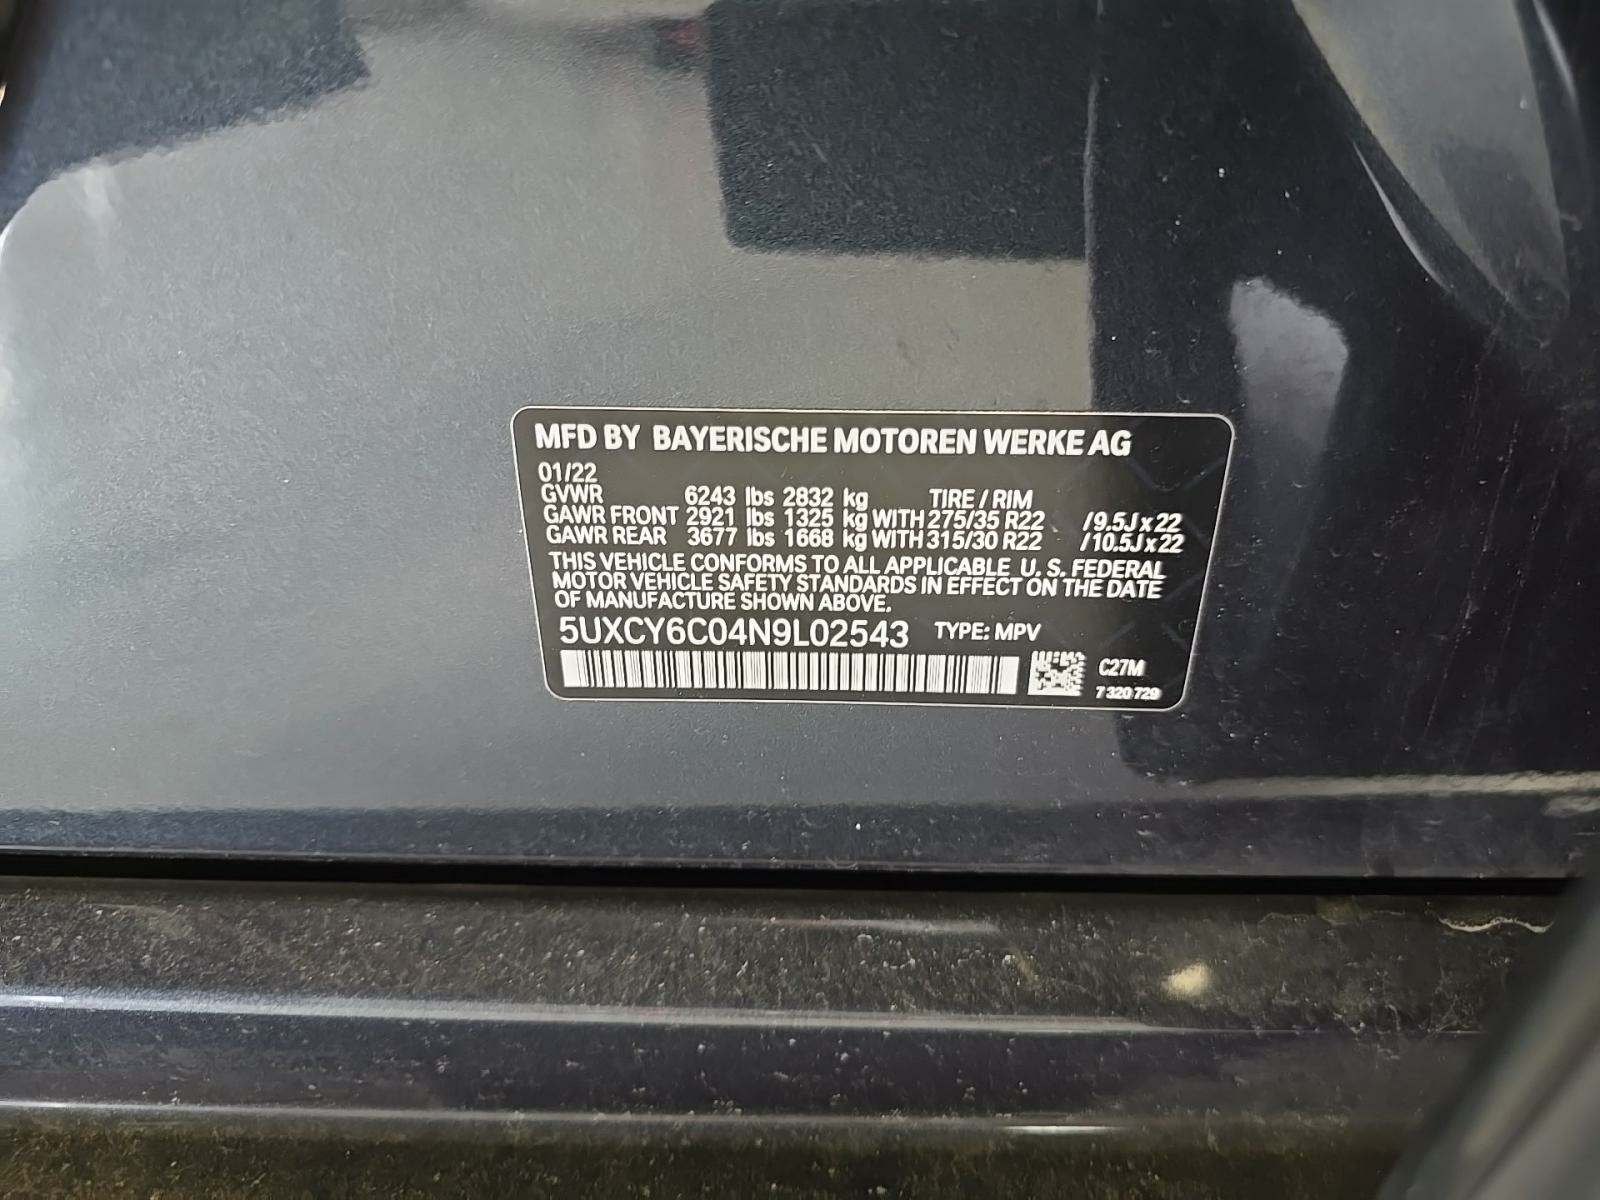 MFD BY BAYERISCHE MOTOREN WERKE AG
01/22
GVWR 6243 lbs 2832 kg TIRE / RIM
GAWR FRONT 2921 lbs 1325 kg WITH 275/35 R22 /9.5J x 22
GAWR REAR 3677 lbs 1668 kg WITH 315/30 R22 /10.5J x 22
THIS VEHICLE CONFORMS TO ALL APPLICABLE U. S. FEDERAL
MOTOR VEHICLE SAFETY STANDARDS IN EFFECT ON THE DATE
OF MANUFACTURE SHOWN ABOVE.
5UXCY6C04N9L02543 TYPE: MPV
C27M
7 320 729